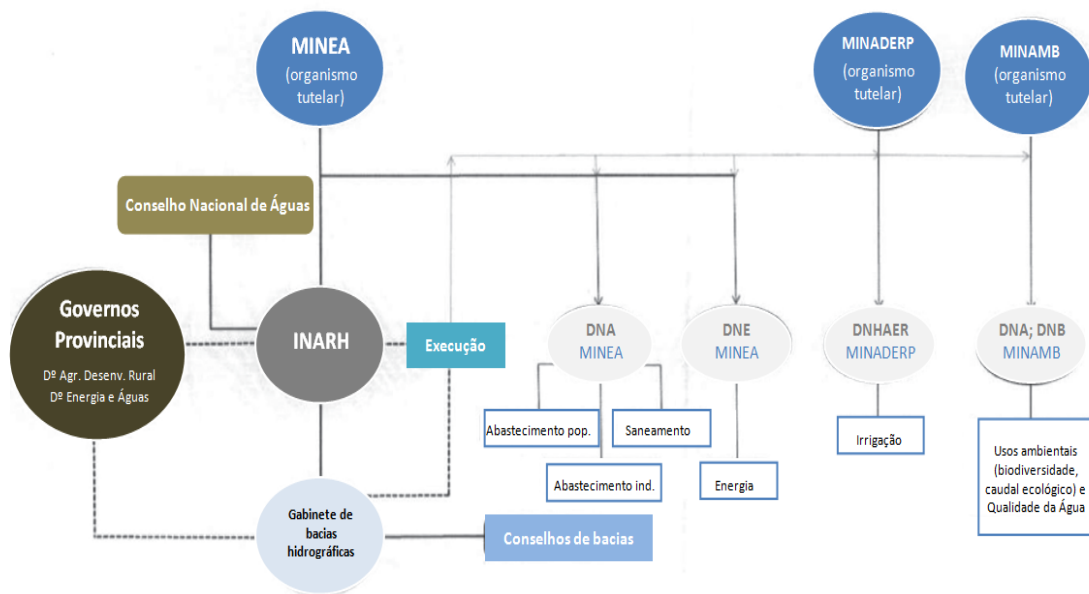 MINEA
(organismo
tutelar)
MINADERP
(organismo
tutelar)
MINAMB
(organismo
tutelar)
Conselho Nacional de Águas
Governos
Provinciais
Dº Agr. Desenv. Rural
Dº Energia e Águas
INARH
Execução
DNA
MINEA
DNE
MINEA
DNHAER
MINADERP
DNA; DNB
MINAMB
Abastecimento pop.
Saneamento
Abastecimento ind.
Energia
Irrigação
Usos ambientais
(biodiversidade,
caudal ecológico) e
Qualidade da Água
Gabinete de
bacias
hidrográficas
Conselhos de bacias